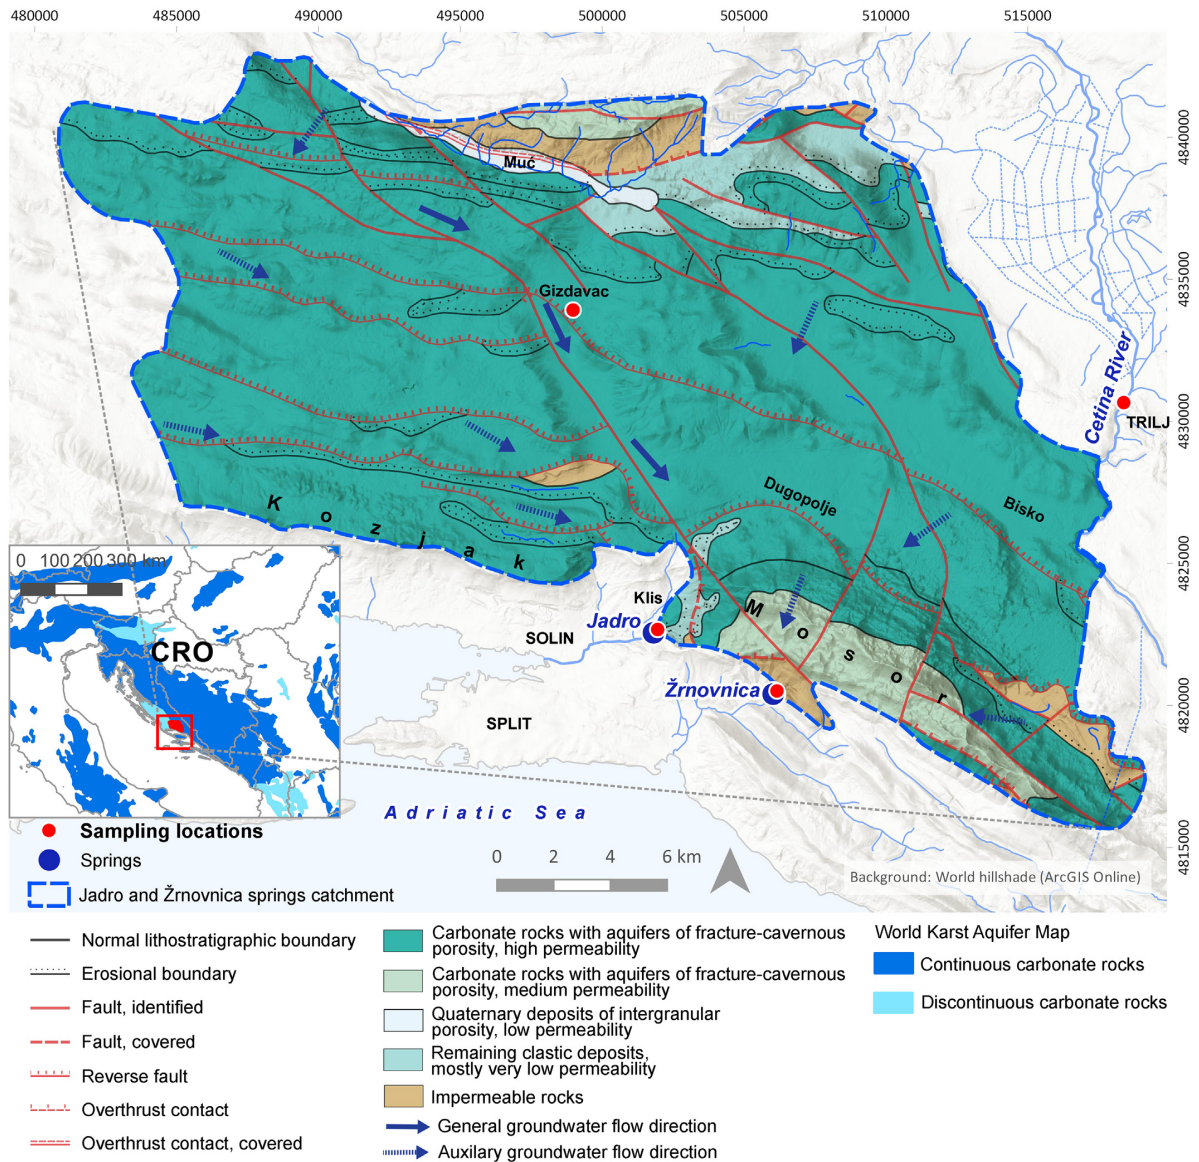 480000 485000 490000 495000 500000 505000 510000 515000
4840000
4835000
4830000
4825000
4820000
4815000
Muć
Gizdavac
Cetina River
TRILJ
Dugopolje
Bisko
Kozjak
Klis
Mosor
Jadro
SOLIN
Žrnovnica
SPLIT
Adriatic Sea
0 100 200 300 km
CRO
Sampling locations
Springs
Jadro and Žrnovnica springs catchment
0 2 4 6 km
Background: World hillshade (ArcGIS Online)
Normal lithostratigraphic boundary
Erosional boundary
Fault, identified
Fault, covered
Reverse fault
Overthrust contact
Overthrust contact, covered
Carbonate rocks with aquifers of fracture-cavernous
porosity, high permeability
Carbonate rocks with aquifers of fracture-cavernous
porosity, medium permeability
Quaternary deposits of intergranular
porosity, low permeability
Remaining clastic deposits,
mostly very low permeability
Impermeable rocks
General groundwater flow direction
Auxilary groundwater flow direction
World Karst Aquifer Map
Continuous carbonate rocks
Discontinuous carbonate rocks